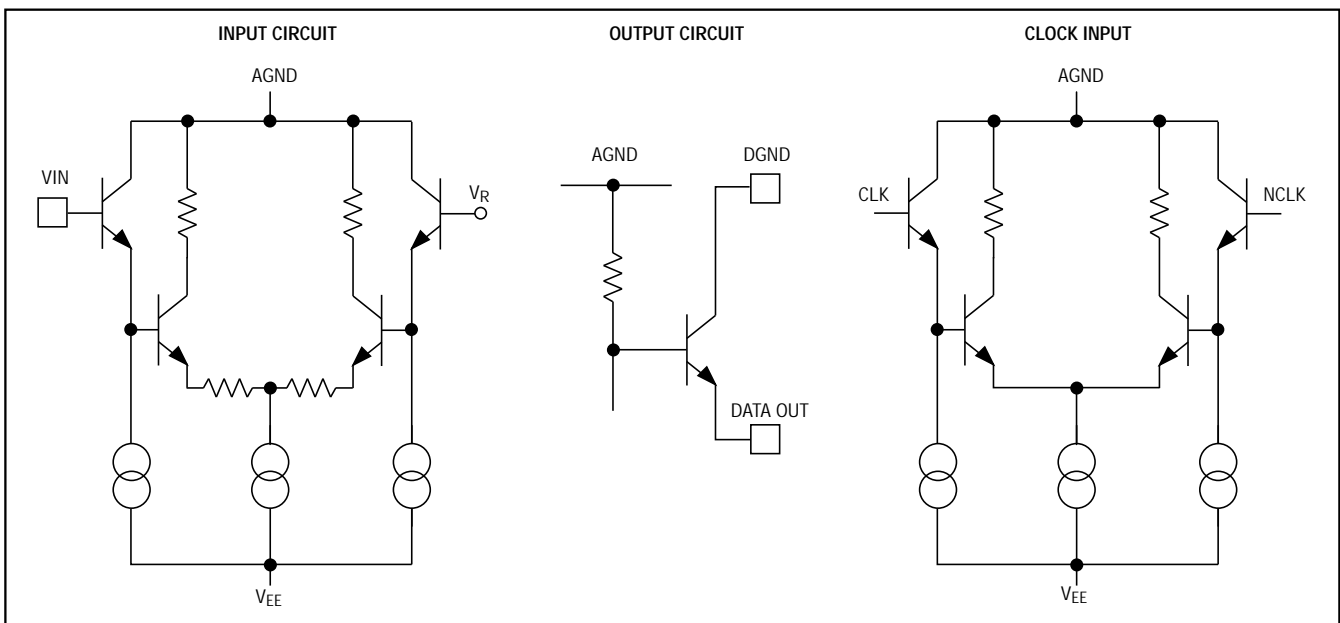 INPUT CIRCUIT
AGND
VIN
VR
VEE
OUTPUT CIRCUIT
AGND
DGND
DATA OUT
CLOCK INPUT
AGND
CLK
NCLK
VEE